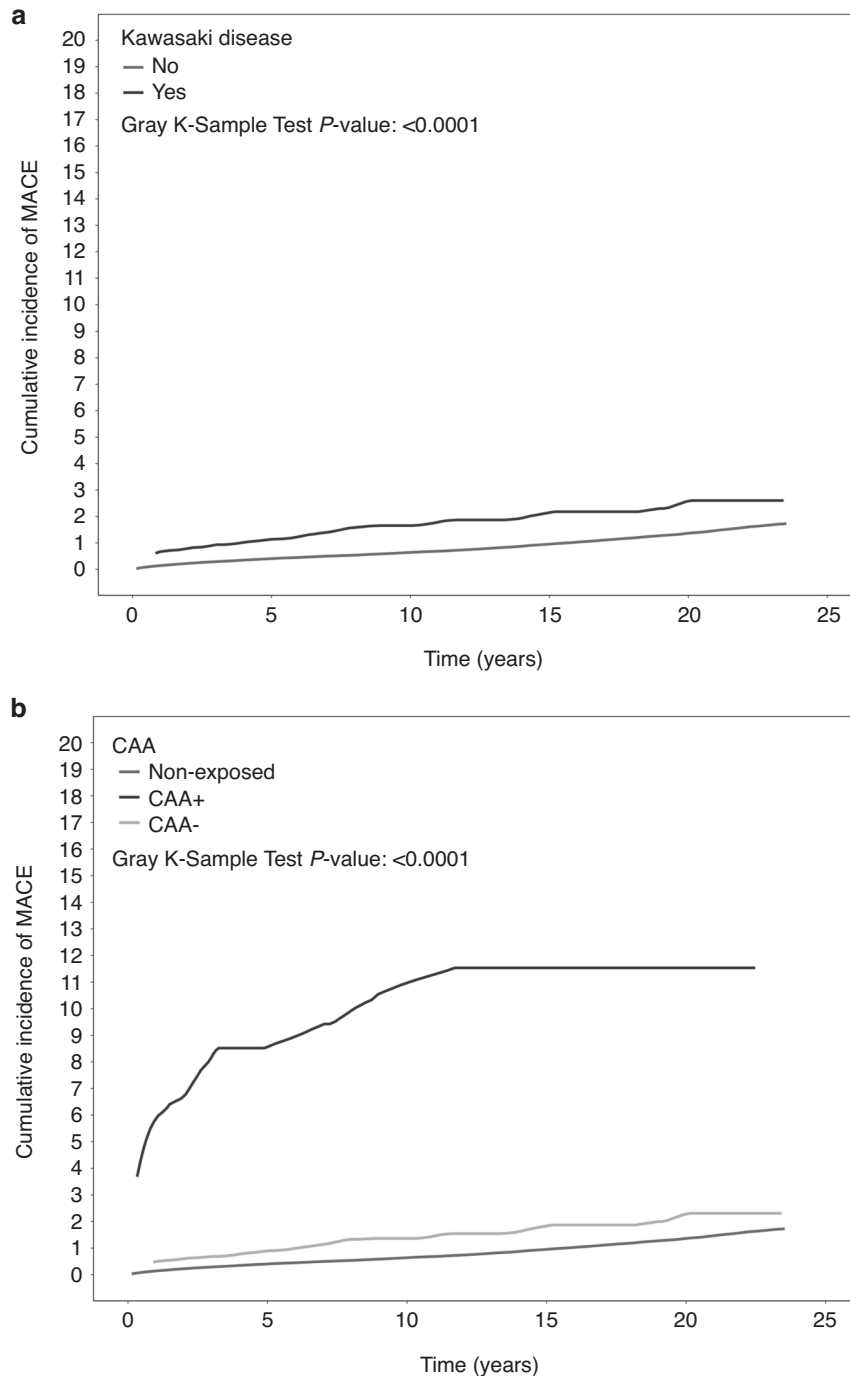 a
Kawasaki disease
No
Yes
Gray K-Sample Test P-value: <0.0001
Cumulative incidence of MACE
20
19
18
17
16
15
14
13
12
11
10
9
8
7
6
5
4
3
2
1
0
0 5 10 15 20 25
Time (years)
b
CAA
Non-exposed
CAA+
CAA-
Gray K-Sample Test P-value: <0.0001
Cumulative incidence of MACE
20
19
18
17
16
15
14
13
12
11
10
9
8
7
6
5
4
3
2
1
0
0 5 10 15 20 25
Time (years)